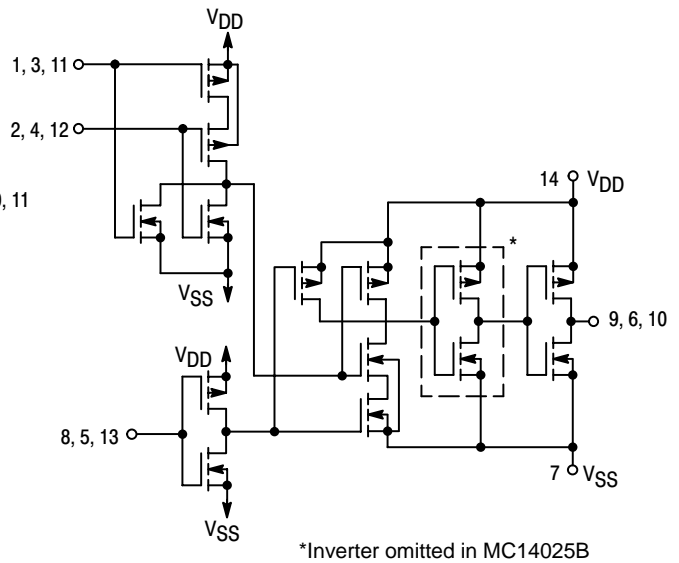 VDD
1, 3, 11
2, 4, 12
, 11
14 VDD
*
VSS
9, 6, 10
VDD
8, 5, 13
7 VSS
VSS
*Inverter omitted in MC14025B